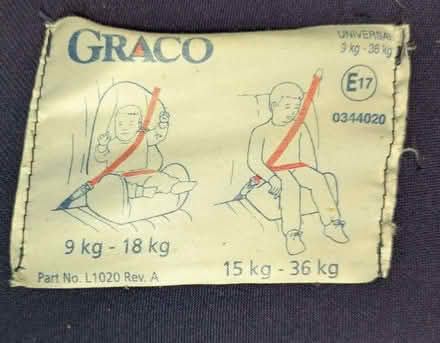 GRACO
UNIVERSAL
9 kg - 36 kg
E17
0344020
9 kg - 18 kg
15 kg - 36 kg
Part No. L1020 Rev. A